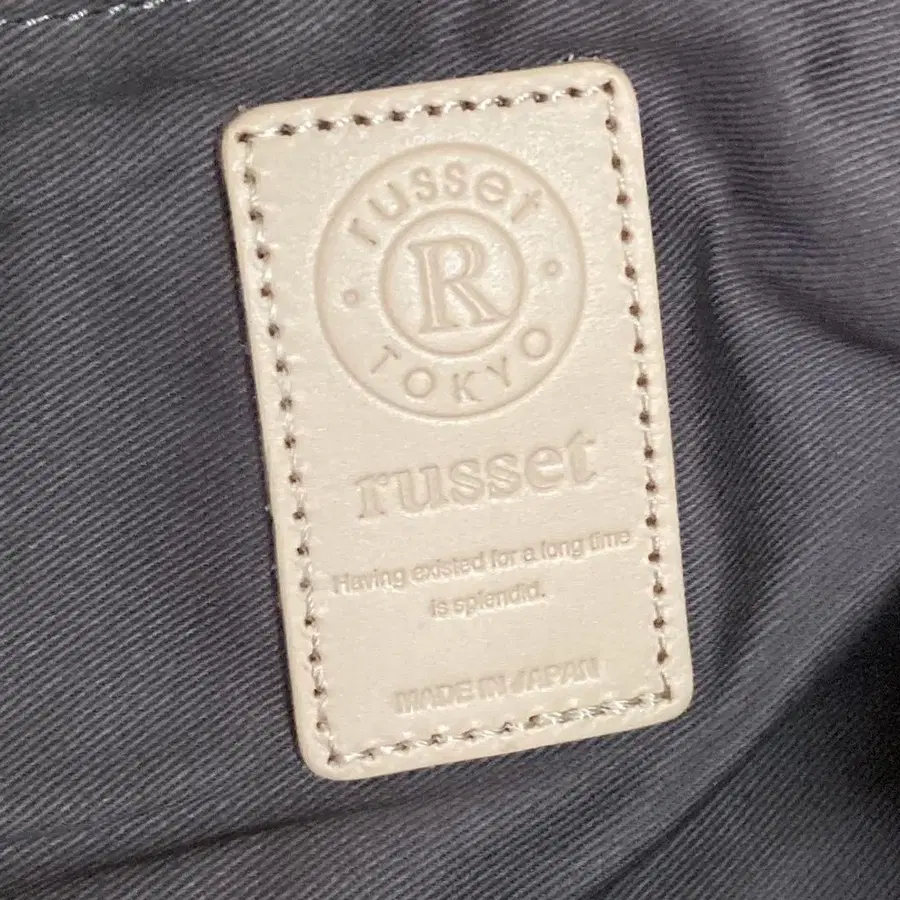 russet
R
TOKYO
russet
Having existed for a long time
is splendid.
MADE IN JAPAN